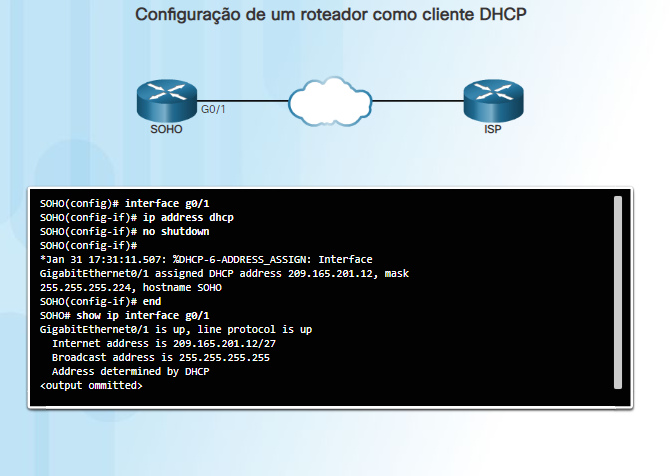 Configuração de um roteador como cliente DHCP
G0/1
SOHO
ISP
SOHO(config)# interface g0/1
SOHO(config-if)# ip address dhcp
SOHO(config-if)# no shutdown
SOHO(config-if)#
*Jan 31 17:31:11.507: %DHCP-6-ADDRESS_ASSIGN: Interface
GigabitEthernet0/1 assigned DHCP address 209.165.201.12, mask
255.255.255.224, hostname SOHO
SOHO(config-if)# end
SOHO# show ip interface g0/1
GigabitEthernet0/1 is up, line protocol is up
Internet address is 209.165.201.12/27
Broadcast address is 255.255.255.255
Address determined by DHCP
<output ommitted>